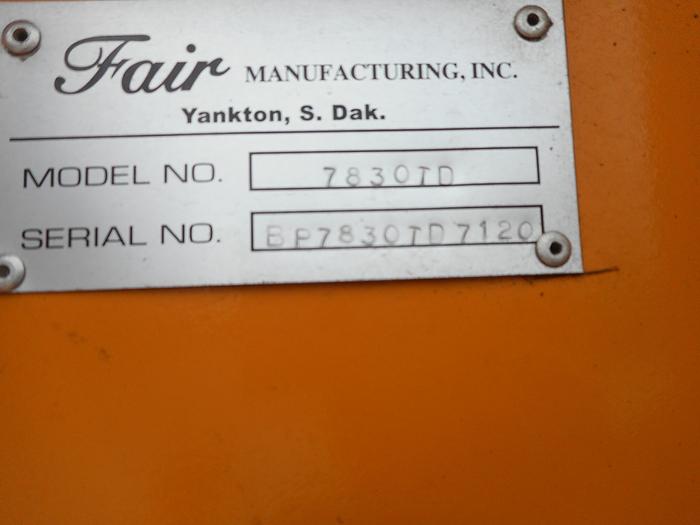 Fair MANUFACTURING, INC.
Yankton, S. Dak.
MODEL NO. 7830TD
SERIAL NO. BP7830TD7120